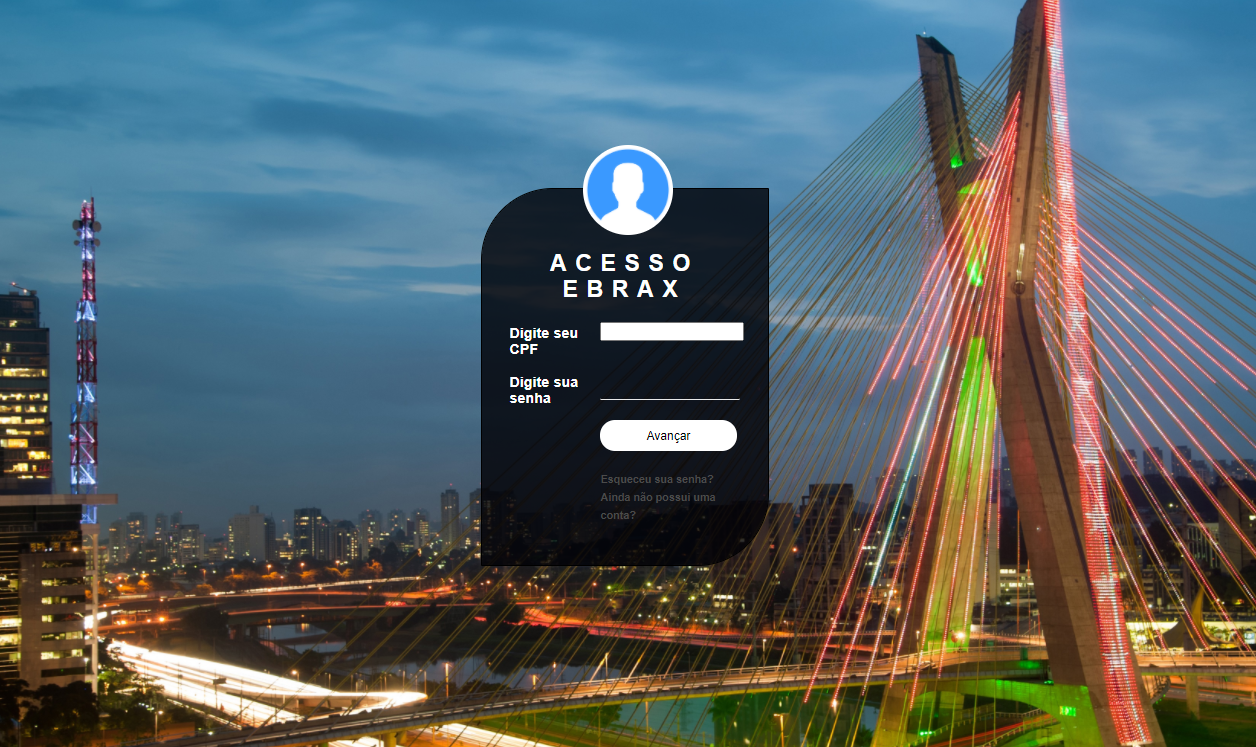 ACESSO
EBRAX
Digite seu
CPF
Digite sua
senha
Avançar
Esqueceu sua senha?
Ainda não possui uma
conta?